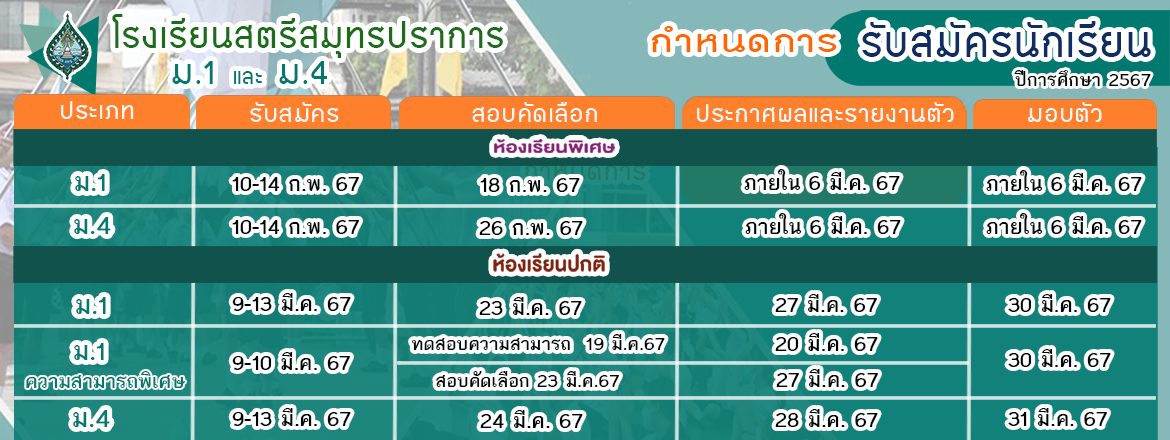 โรงเรียนสตรีสมุทรปราการ
ม.1 และ ม.4
กำหนดการ รับสมัครนักเรียน
ปีการศึกษา 2567
ประเภท รับสมัคร สอบคัดเลือก ประกาศผลและรายงานตัว มอบตัว
ห้องเรียนพิเศษ
ม.1 10-14 ก.พ. 67 18 ก.พ. 67 ภายใน 6 มี.ค. 67 ภายใน 6 มี.ค. 67
ม.4 10-14 ก.พ. 67 26 ก.พ. 67 ภายใน 6 มี.ค. 67 ภายใน 6 มี.ค. 67
ห้องเรียนปกติ
ม.1 9-13 มี.ค. 67 23 มี.ค. 67 27 มี.ค. 67 30 มี.ค. 67
ม.1 ความสามารถพิเศษ 9-10 มี.ค. 67 ทดสอบความสามารถ 19 มี.ค.67 20 มี.ค. 67 30 มี.ค. 67
สอบคัดเลือก 23 มี.ค.67 27 มี.ค. 67
ม.4 9-13 มี.ค. 67 24 มี.ค. 67 28 มี.ค. 67 31 มี.ค. 67